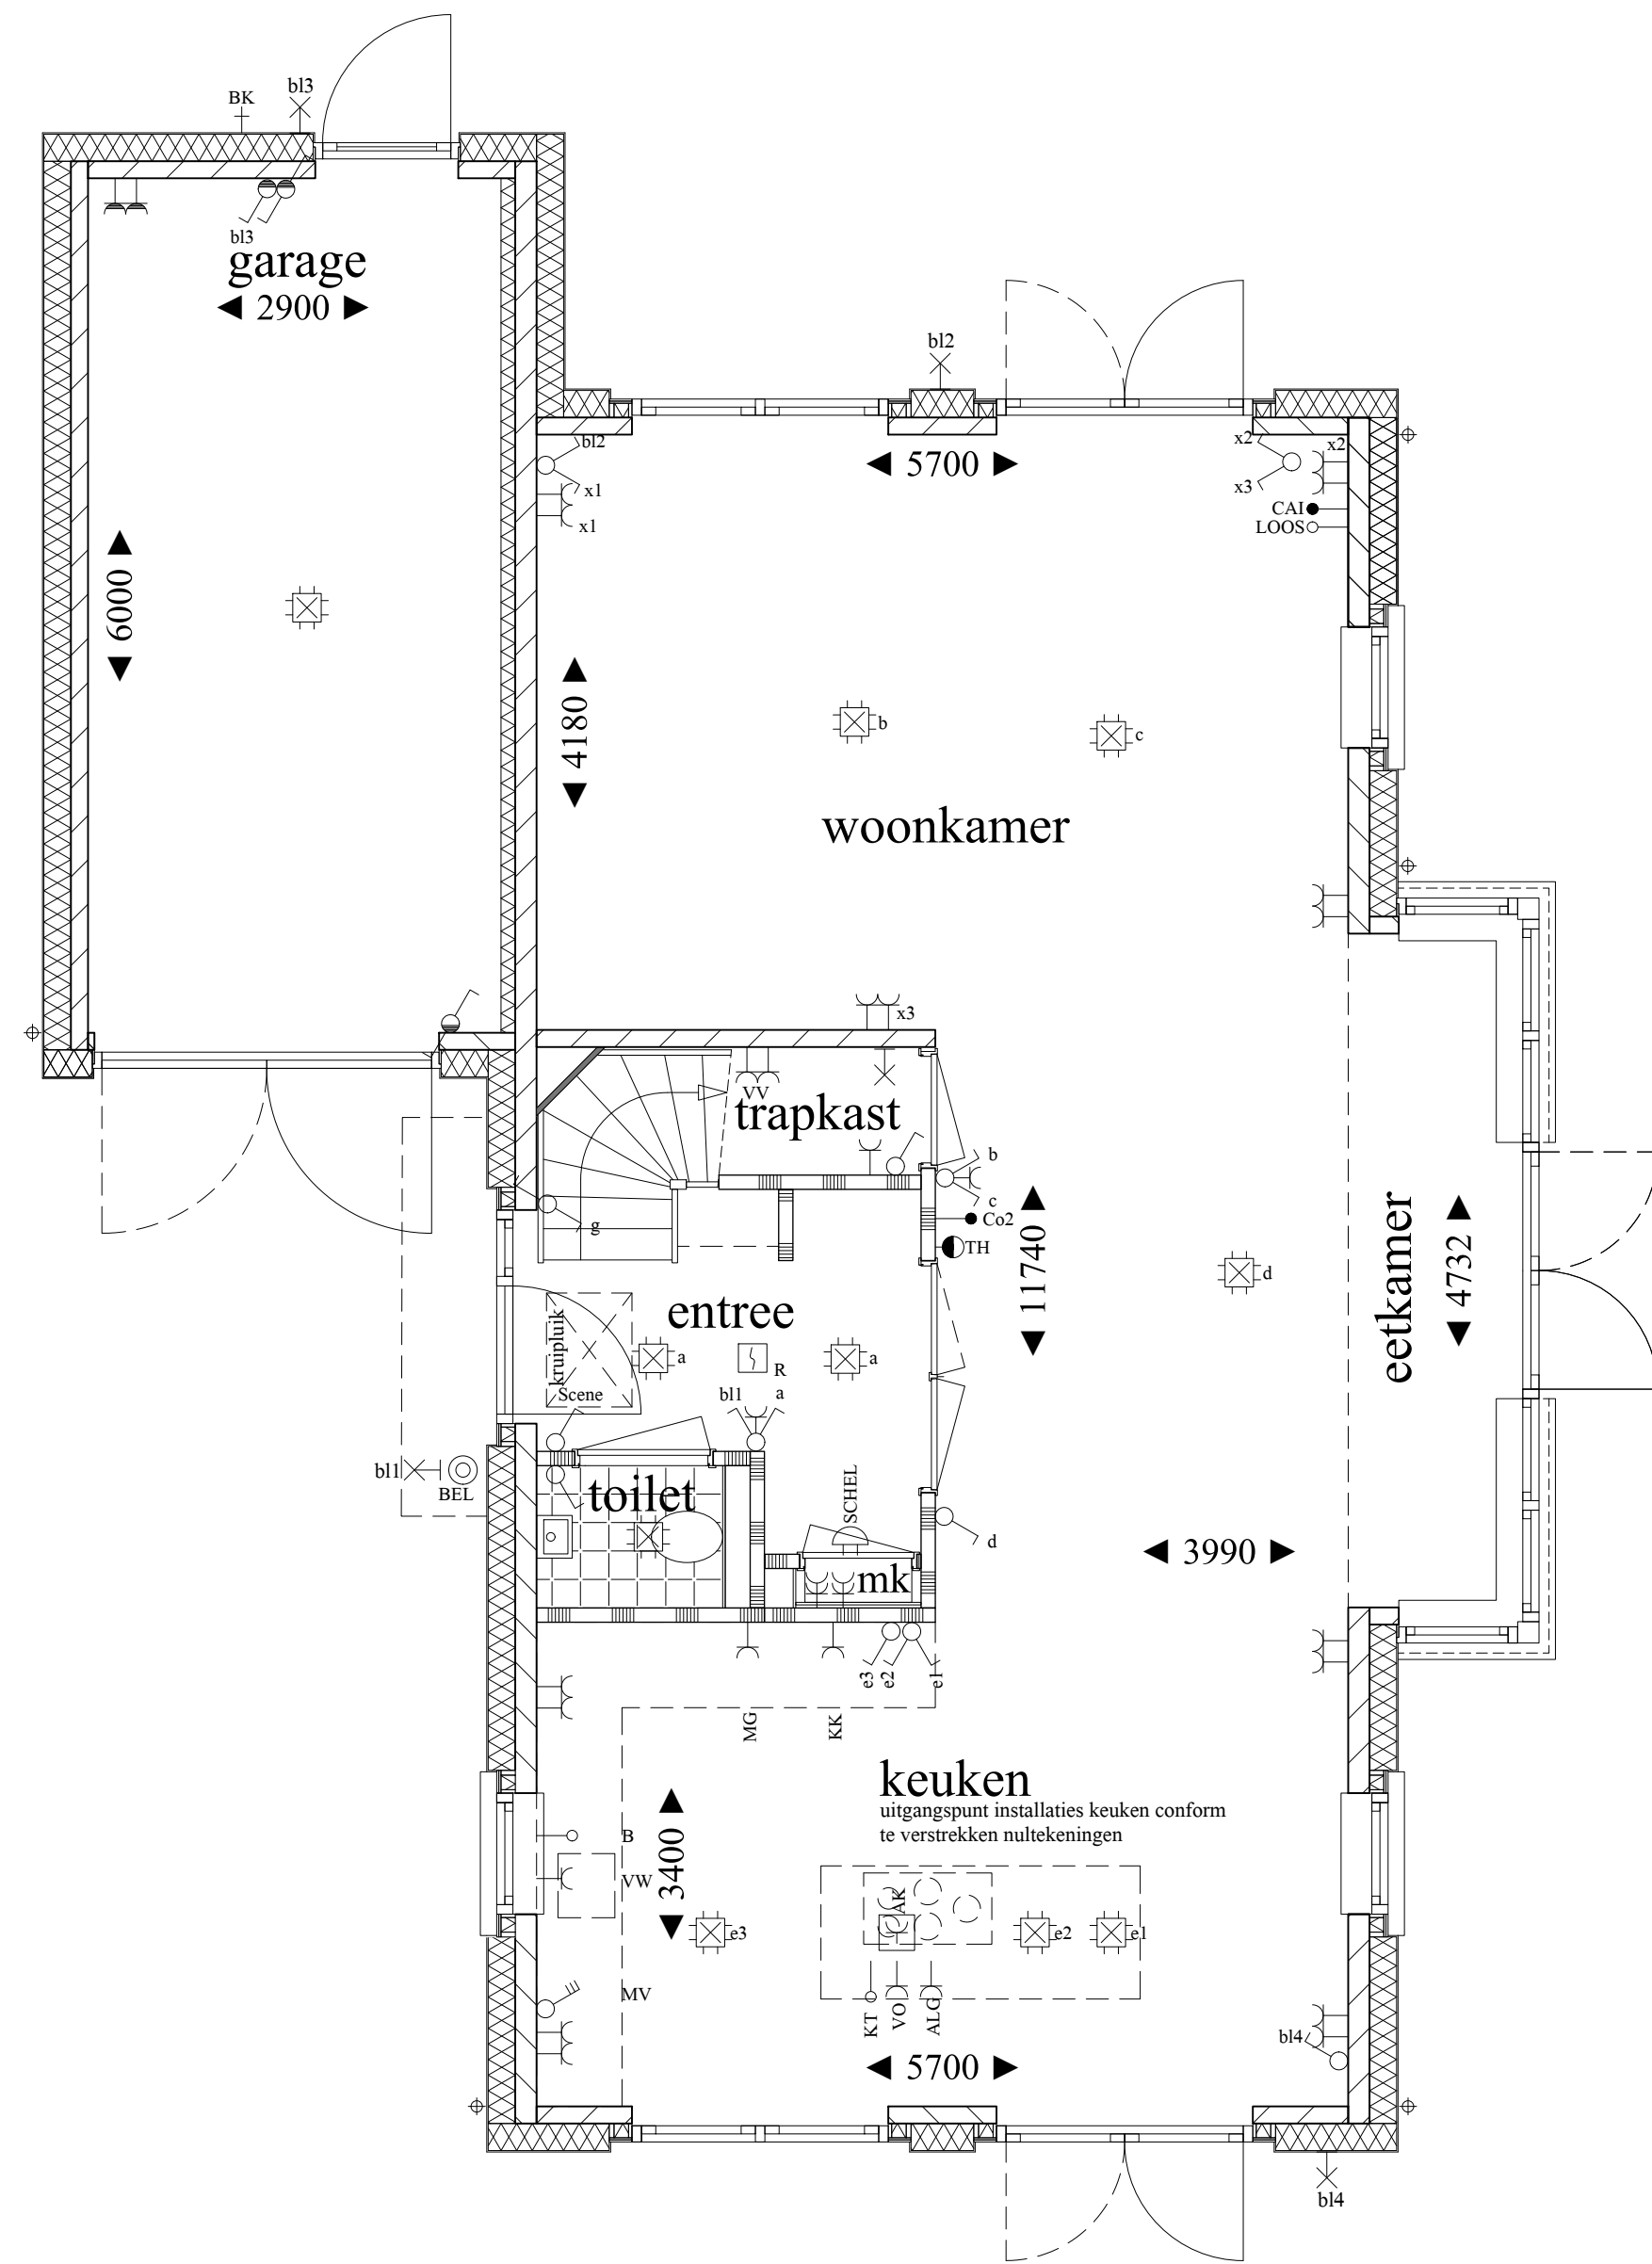 BK
bl3
bl3
garage
2900
bl2
bl2
5700
x2
x2
x1
x3
x1
CAI
LOOS
6000
4180
b
c
woonkamer
x3
VV
trapkast
b
c
g
Co2
TH
11740
eetkamer
4732
d
entree
kruipluik
a
R
a
Scene
bl1
a
bl1
BEL
toilet
SCHEL
d
mk
3990
e3
e2
e1
MG
KK
keuken
uitgangspunt installaties keuken conform
te verstrekken nultekeningen
B
VW
3400
AK
e3
e2
e1
MV
KT
VO
ALG
bl4
5700
bl4